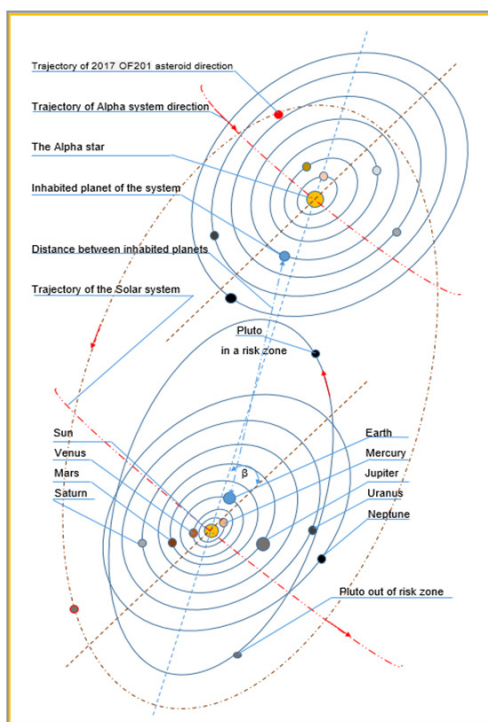 Trajectory of 2017 OF201 asteroid direction
Trajectory of Alpha system direction
The Alpha star
Inhabited planet of the system
Distance between inhabited planets
Trajectory of the Solar system
Pluto
in a risk zone
Sun
Venus
Mars
Saturn
β
Earth
Mercury
Jupiter
Uranus
Neptune
Pluto out of risk zone